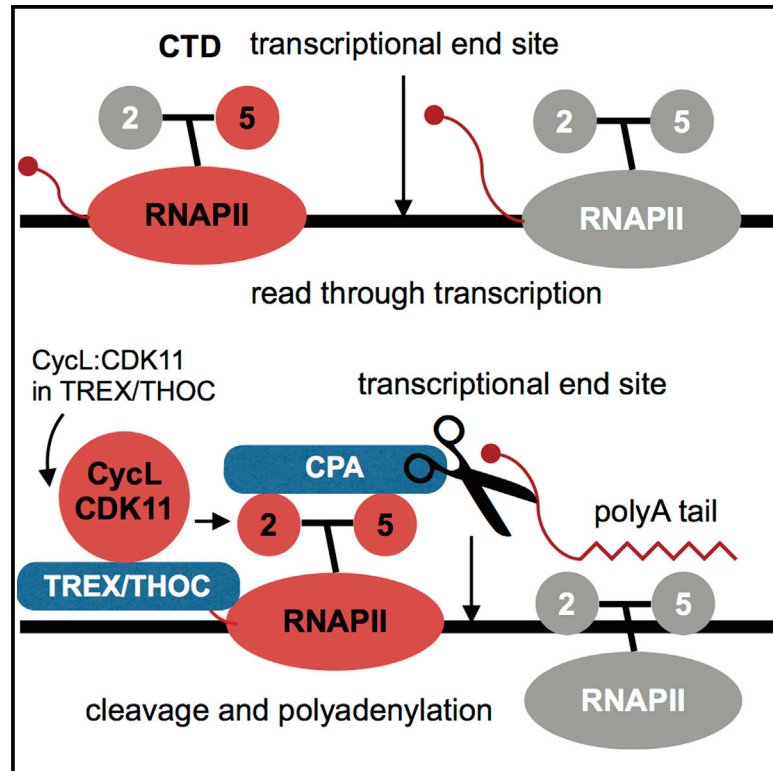 CTD
transcriptional end site
2
5
2
5
RNAPII
RNAPII
read through transcription
CycL:CDK11
in TREX/THOC
transcriptional end site
CycL
CDK11
CPA
2
5
polyA tail
TREX/THOC
RNAPII
2
5
cleavage and polyadenylation
RNAPII